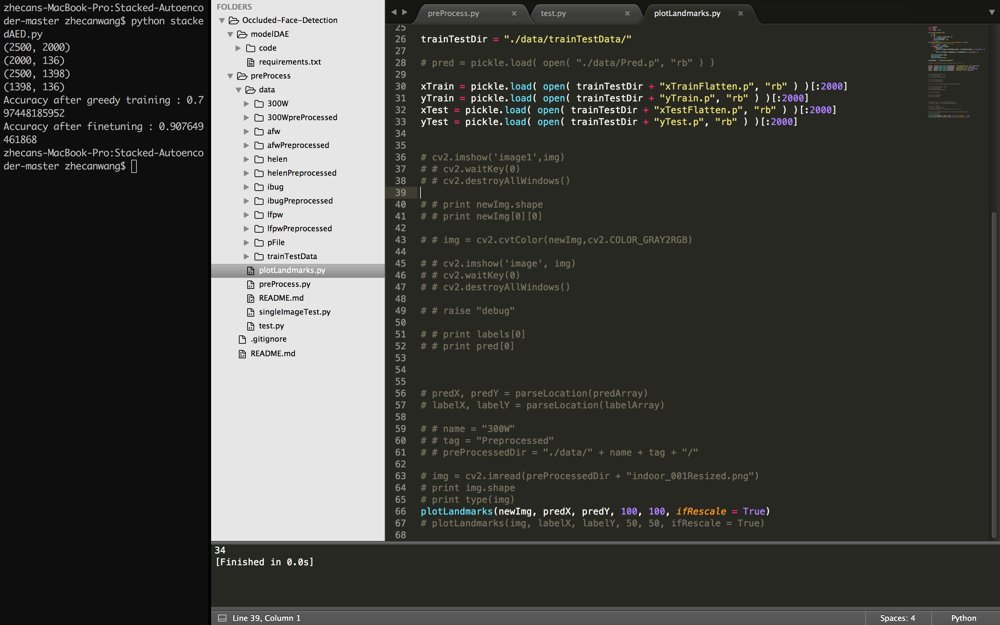 zhecans-MacBook-Pro:Stacked-Autoenco
der-master zhecanwang$ python stacke
dAED.py
(2500, 2000)
(2000, 136)
(2500, 1398)
(1398, 136)
Accuracy after greedy training : 0.7
97448185952
Accuracy after finetuning : 0.907649
461868
zhecans-MacBook-Pro:Stacked-Autoenco
der-master zhecanwang$
FOLDERS
Occluded-Face-Detection
modelDAE
code
requirements.txt
preProcess
data
300W
300WpreProcessed
afw
afwPreprocessed
helen
helenPreprocessed
ibug
ibugPreprocessed
lfpw
lfpwPreprocessed
pFile
trainTestData
plotLandmarks.py
preProcess.py
README.md
singleImageTest.py
test.py
.gitignore
README.md
preProcess.py ×
test.py ×
plotLandmarks.py ×
25
26 trainTestDir = "./data/trainTestData/"
27
28 # pred = pickle.load( open( "./data/Pred.p", "rb" ) )
29
30 xTrain = pickle.load( open( trainTestDir + "xTrainFlatten.p", "rb" ) )[:2000]
31 yTrain = pickle.load( open( trainTestDir + "yTrain.p", "rb" ) )[:2000]
32 xTest = pickle.load( open( trainTestDir + "xTestFlatten.p", "rb" ) )[:2000]
33 yTest = pickle.load( open( trainTestDir + "yTest.p", "rb" ) )[:2000]
34
35
36 # cv2.imshow('image1',img)
37 # # cv2.waitKey(0)
38 # # cv2.destroyAllWindows()
39
40 # # print newImg.shape
41 # # print newImg[0][0]
42
43 # # img = cv2.cvtColor(newImg,cv2.COLOR_GRAY2RGB)
44
45 # # cv2.imshow('image', img)
46 # # cv2.waitKey(0)
47 # # cv2.destroyAllWindows()
48
49 # # raise "debug"
50
51 # # print labels[0]
52 # # print pred[0]
53
54
55
56 # predX, predY = parseLocation(predArray)
57 # labelX, labelY = parseLocation(labelArray)
58
59 # # name = "300W"
60 # # tag = "Preprocessed"
61 # # preProcessedDir = "./data/" + name + tag + "/"
62
63 # img = cv2.imread(preProcessedDir + "indoor_001Resized.png")
64 # print img.shape
65 # print type(img)
66 plotLandmarks(newImg, predX, predY, 100, 100, ifRescale = True)
67 # plotLandmarks(img, labelX, labelY, 50, 50, ifRescale = True)
68
34
[Finished in 0.0s]
Line 39, Column 1
Spaces: 4
Python